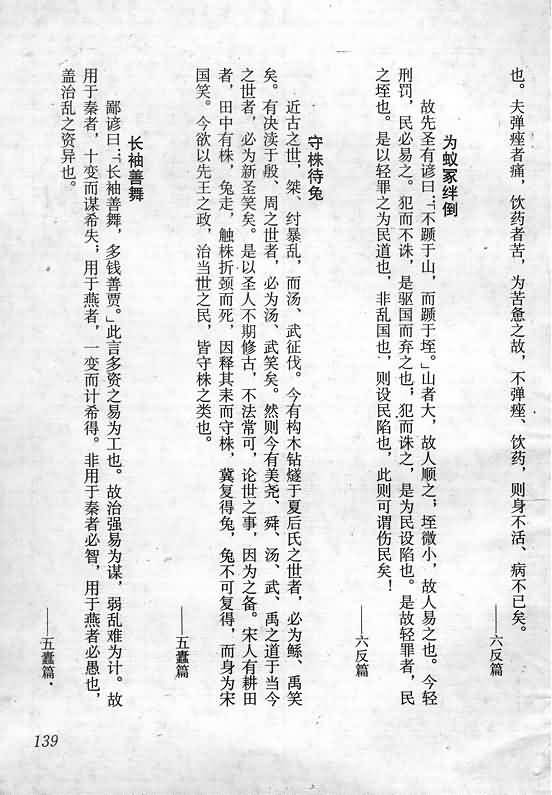 也。夫弹痤者痛，饮药者苦，为苦惫之故，不弹痤、饮药，则身不活、病不已矣。
——六反篇
为蚁冢绊倒
故先圣有谚曰：“不踬于山，而踬于垤。”山者大，故人顺之；垤微小，故人易之也。今轻
刑罚，民必易之。犯而不诛，是驱国而弃之也；犯而诛之，是为民设陷也。是故轻罪者，民
之垤也。是以轻罪之为民道也，非乱国也，则设民陷也，此则可谓伤民矣！
——六反篇
守株待兔
近古之世，桀、纣暴乱，而汤、武征伐。今有构木钻燧于夏后氏之世者，必为鲧、禹笑
矣。有决渎于殷、周之世者，必为汤、武笑矣。然则今有美尧、舜、汤、武、禹之道于当今
之世者，必为新圣笑矣。是以圣人不期修古，不法常可，论世之事，因为之备。宋人有耕田
者，田中有株，兔走，触株折颈而死，因释其耒而守株，冀复得兔，兔不可复得，而身为宋
国笑。今欲以先王之政，治当世之民，皆守株之类也。
——五蠹篇
长袖善舞
鄙谚曰：“长袖善舞，多钱善贾。”此言多资之易为工也。故治强易为谋，弱乱难为计。故
用于秦者，十变而谋希失；用于燕者，一变而计希得。非用于秦者必智，用于燕者必愚也，
盖治乱之资异也。
——五蠹篇
139